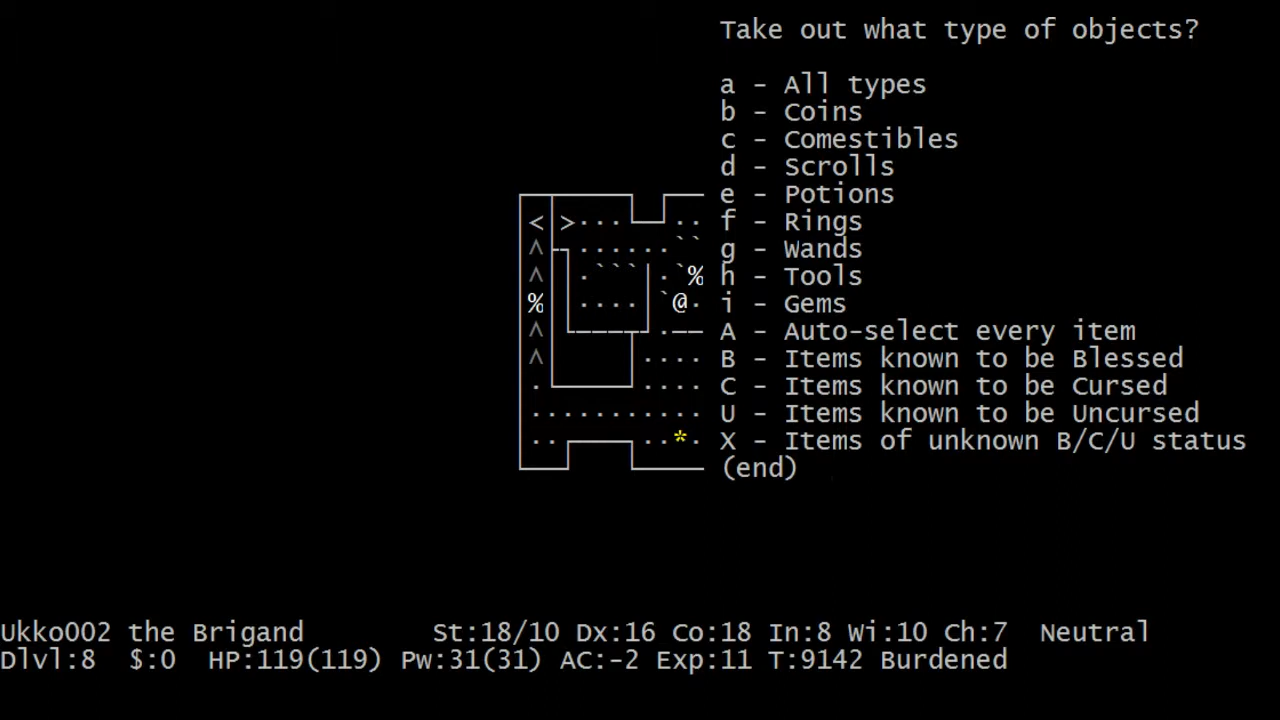 Take out what type of objects?
a - All types
b - Coins
c - Comestibles
d - Scrolls
e - Potions
f - Rings
g - Wands
h - Tools
i - Gems
A - Auto-select every item
B - Items known to be Blessed
C - Items known to be Cursed
U - Items known to be Uncursed
X - Items of unknown B/C/U status
(end)
Ukko002 the Brigand St:18/10 Dx:16 Co:18 In:8 Wi:10 Ch:7 Neutral
Dlvl:8 $:0 HP:119(119) Pw:31(31) AC:-2 Exp:11 T:9142 Burdened